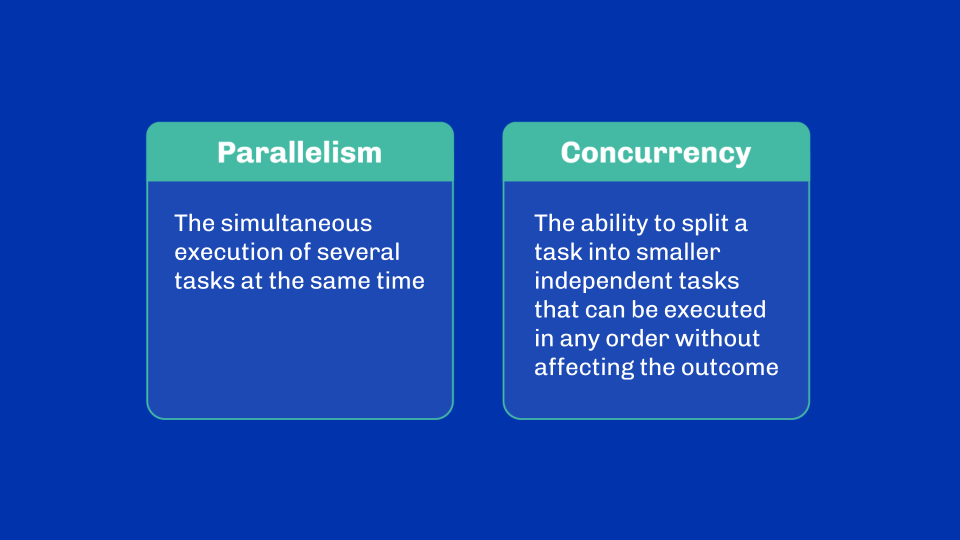 Parallelism
The simultaneous
execution of several
tasks at the same time
Concurrency
The ability to split a
task into smaller
independent tasks
that can be executed
in any order without
affecting the outcome